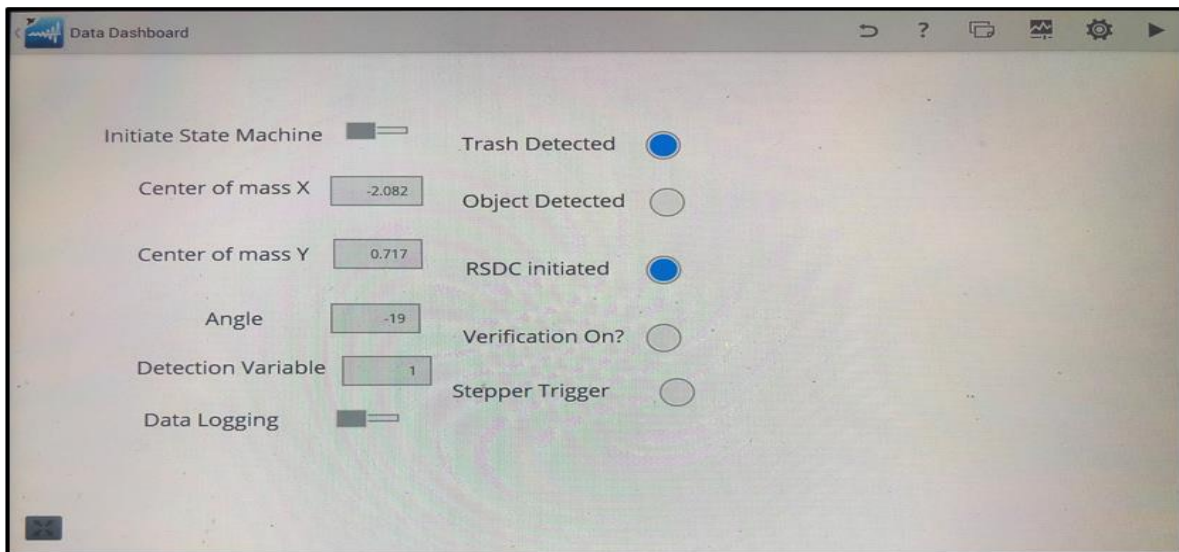 Data Dashboard
?
Initiate State Machine
Center of mass X -2.082
Center of mass Y 0.717
Angle -19
Detection Variable 1
Data Logging
Trash Detected
Object Detected
RSDC initiated
Verification On?
Stepper Trigger